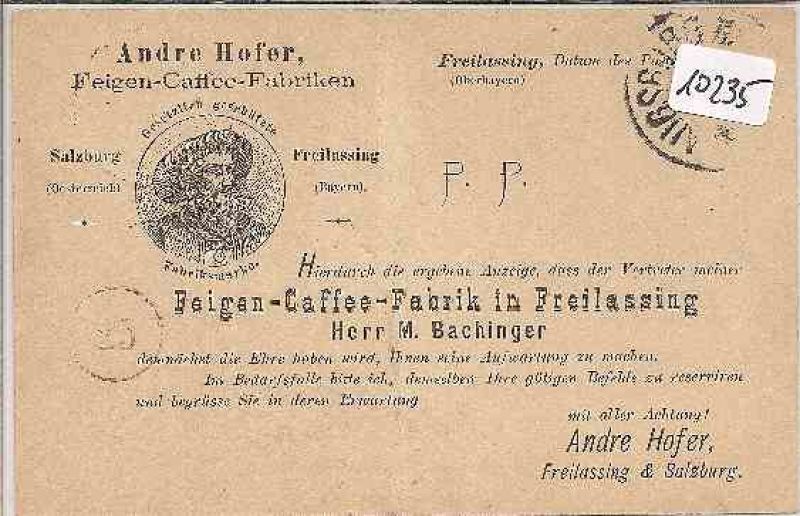 Andre Hofer,
Feigen-Caffee-Fabriken
Gesetzlich geschützte
Salzburg
(Oesterreich)
Freilassing
(Bayern).
Fabriksmarke.
Freilassing, Datum des
(Oberbayern)
10235
P. P.
Hierdurch die ergebene Anzeige, dass der Vertreter meiner
Feigen-Caffee-Fabrik in Freilassing
Herr M. Bachinger
demnächst die Ehre haben wird, Ihnen seine Aufwartung zu machen.
Im Bedarfsfalle bitte ich, demselben Ihre gütigen Befehle zu reserviren
und begrüsse Sie in deren Erwartung
mit aller Achtung!
Andre Hofer,
Freilassing & Salzburg.